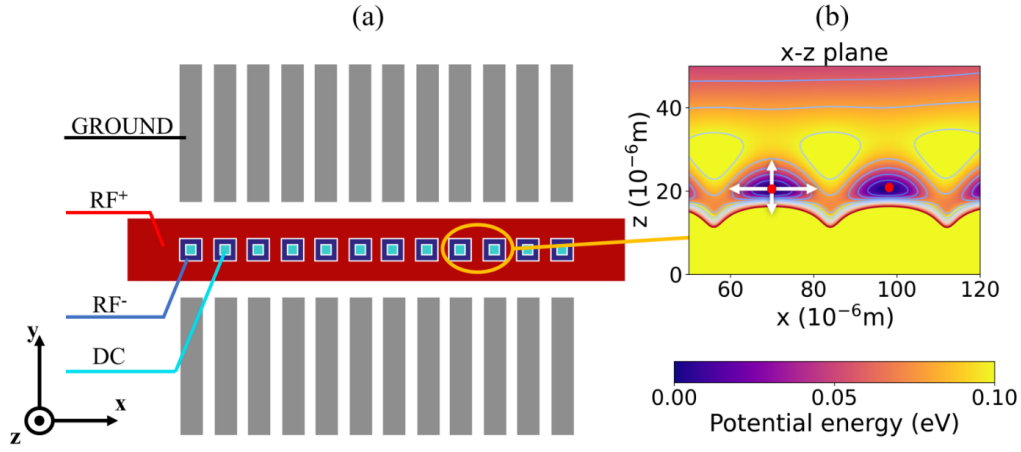 (a)
GROUND
RF⁺
RF⁻
DC
y
x
z
(b)
x-z plane
z (10⁻⁶m)
40
20
0
60
80
100
120
x (10⁻⁶m)
0.00
0.05
0.10
Potential energy (eV)